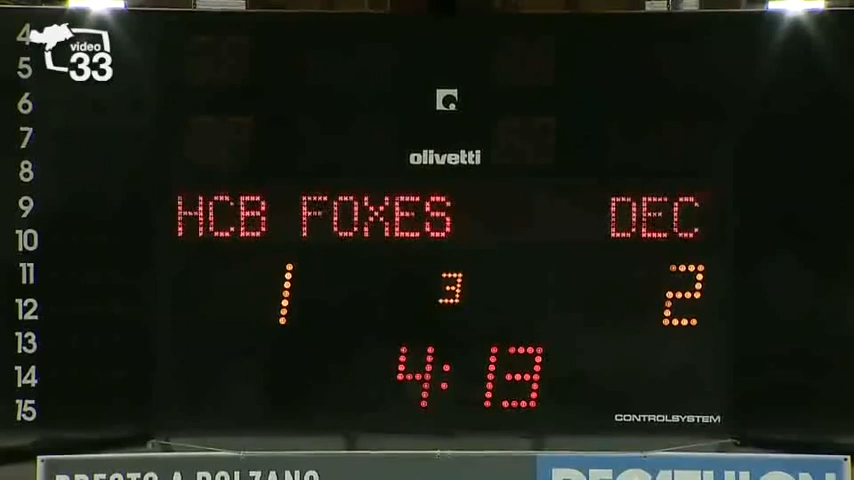 video
33
4
5
6
7
olivetti
8
HCB FOXES DEC
9
10
11
1 3 2
12
13
4:13
14
15
CONTROLSYSTEM
PRESTO A BOLZANO DECATHLON